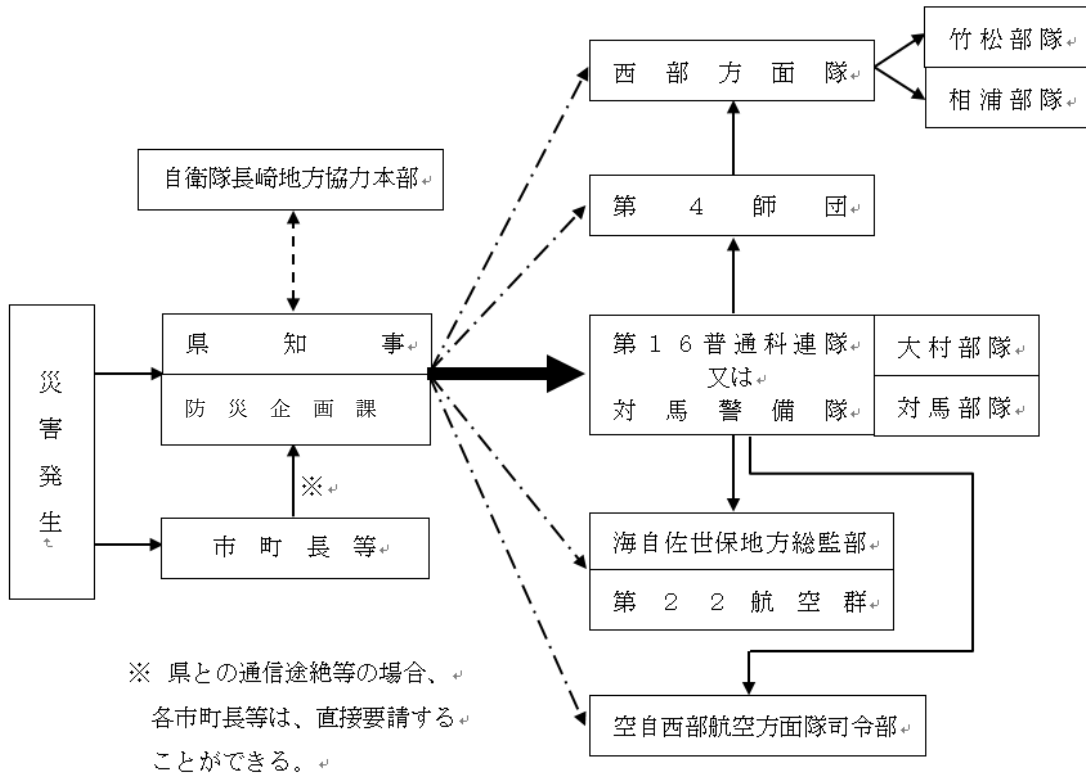 西部方面隊
竹松部隊
相浦部隊
自衛隊長崎地方協力本部
第4師団
災害発生
県知事
防災企画課
※
市町長等
第16普通科連隊
又は
対馬警備隊
大村部隊
対馬部隊
海自佐世保地方総監部
第22航空群
空自西部航空方面隊司令部
※ 県との通信途絶等の場合、
各市町長等は、直接要請する
ことができる。